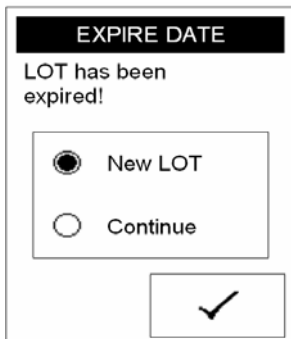 EXPIRE DATE
LOT has been
expired!
New LOT
Continue